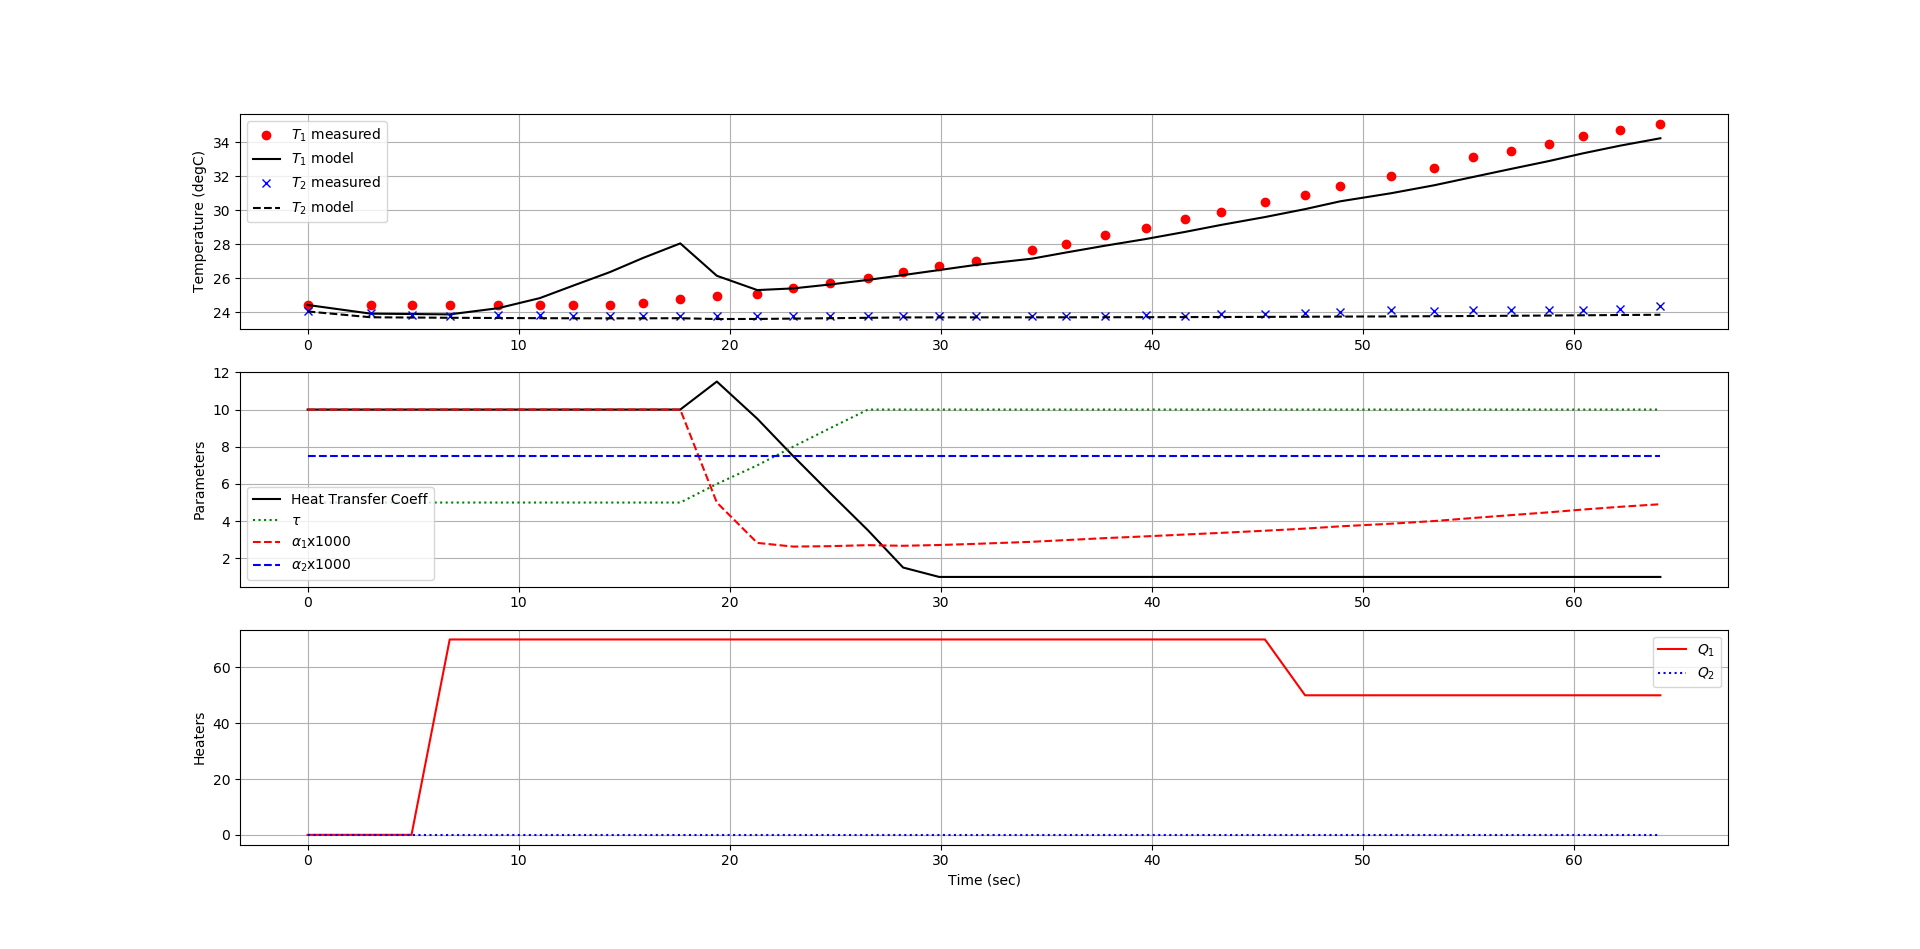 34
32
30
28
26
24
Temperature (degC)
T₁ measured
T₁ model
T₂ measured
T₂ model
0 10 20 30 40 50 60
12
10
8
6
4
2
Parameters
Heat Transfer Coeff
τ
α₁x1000
α₂x1000
0 10 20 30 40 50 60
60
40
20
0
Heaters
Q₁
Q₂
0 10 20 30 40 50 60
Time (sec)